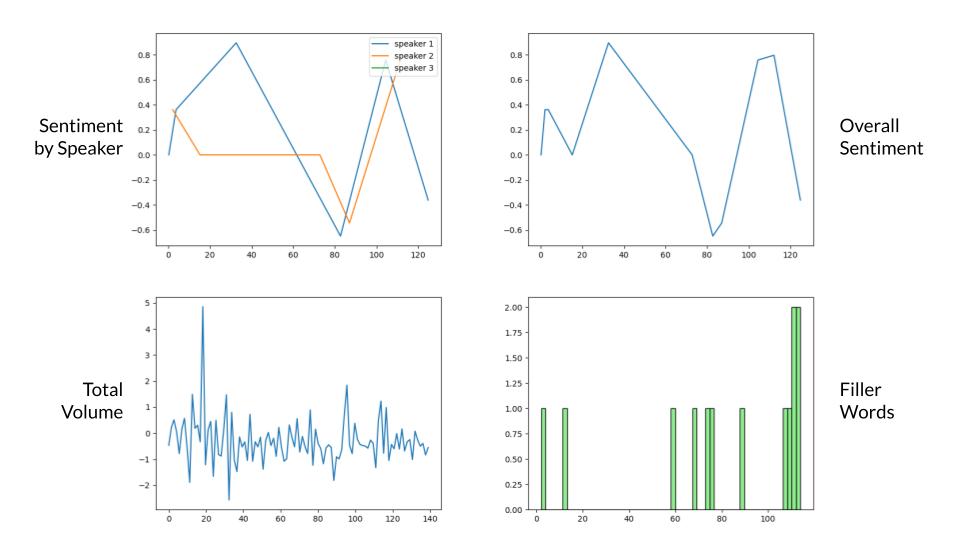 Sentiment
by Speaker
0.8
0.6
0.4
0.2
0.0
−0.2
−0.4
−0.6
0 20 40 60 80 100 120
speaker 1
speaker 2
speaker 3
0.8
0.6
0.4
0.2
0.0
−0.2
−0.4
−0.6
0 20 40 60 80 100 120
Overall
Sentiment
Total
Volume
5
4
3
2
1
0
−1
−2
0 20 40 60 80 100 120 140
2.00
1.75
1.50
1.25
1.00
0.75
0.50
0.25
0.00
0 20 40 60 80 100
Filler
Words